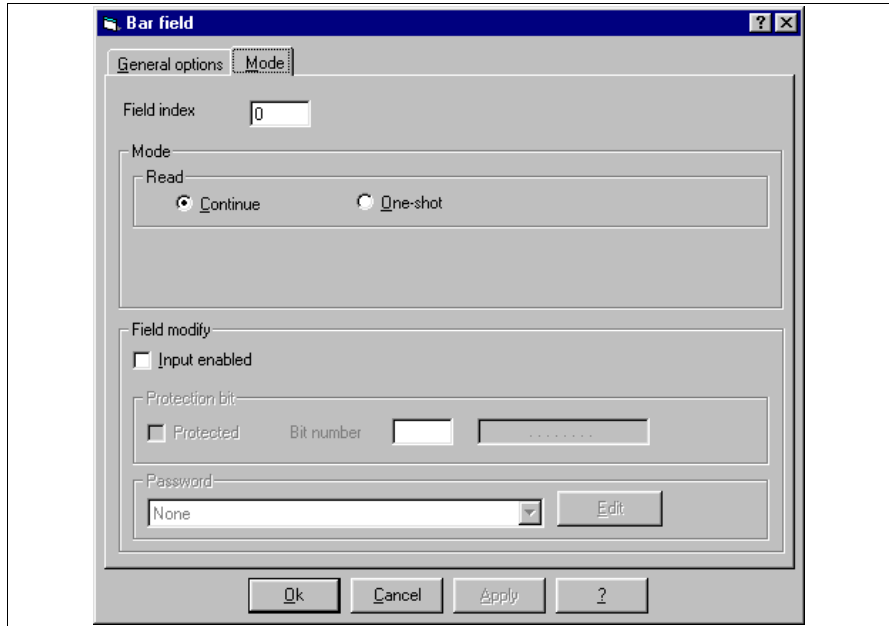 Bar field
General options Mode
Field index 0
Mode
Read
Continue One-shot
Field modify
Input enabled
Protection bit
Protected Bit number ........
Password
None Edit
Ok Cancel Apply ?